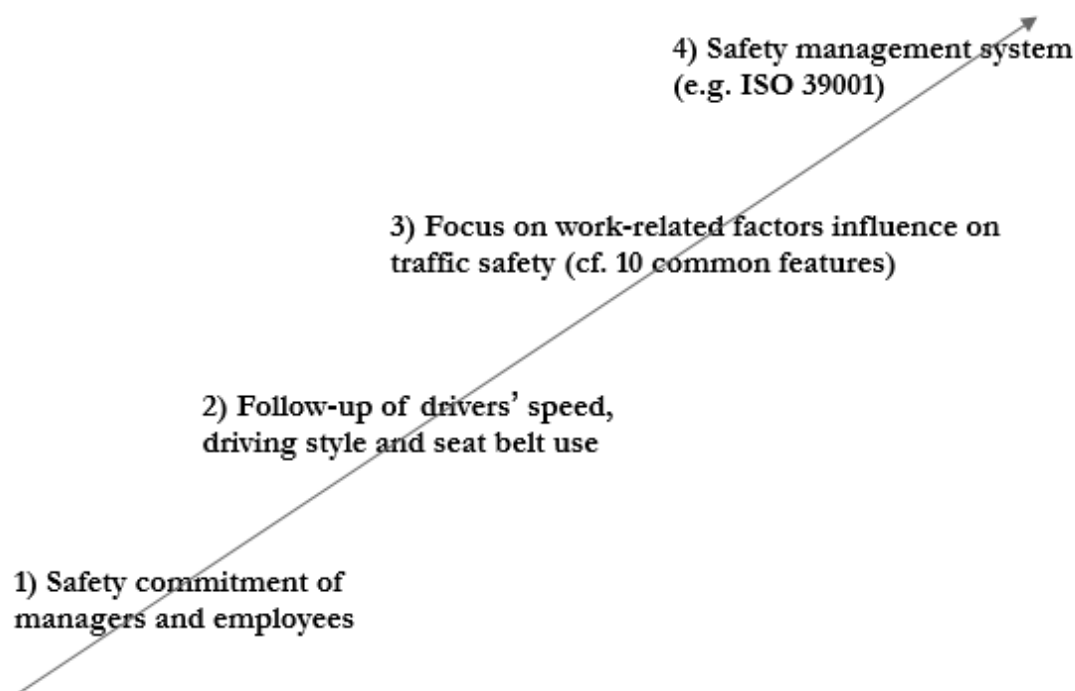 4) Safety management system
(e.g. ISO 39001)
3) Focus on work-related factors influence on
traffic safety (cf. 10 common features)
2) Follow-up of drivers’ speed,
driving style and seat belt use
1) Safety commitment of
managers and employees